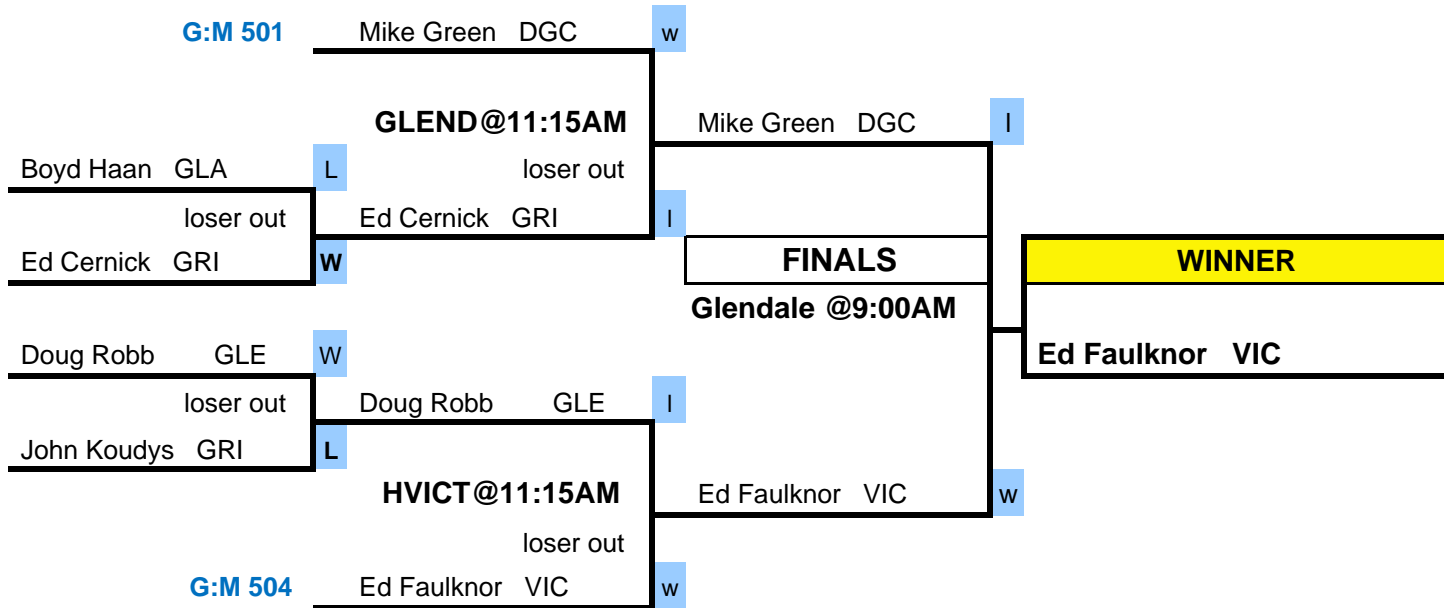 G:M 501 Mike Green DGC w
GLEND@11:15AM Mike Green DGC l
Boyd Haan GLA L loser out
loser out Ed Cernick GRI l
Ed Cernick GRI W FINALS WINNER
Glendale @9:00AM
Doug Robb GLE W Ed Faulknor VIC
loser out Doug Robb GLE l
John Koudys GRI L
HVICT@11:15AM Ed Faulknor VIC w
loser out
G:M 504 Ed Faulknor VIC w